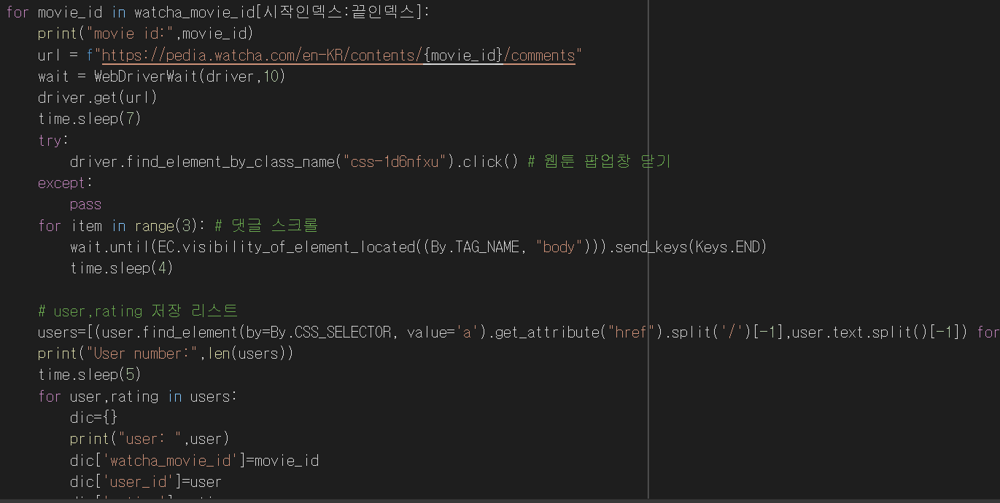 for movie_id in watcha_movie_id[시작인덱스:끝인덱스]:
    print("movie id:",movie_id)
    url = f"https://pedia.watcha.com/en-KR/contents/{movie_id}/comments"
    wait = WebDriverWait(driver,10)
    driver.get(url)
    time.sleep(7)
    try:
        driver.find_element_by_class_name("css-1d6nfxu").click() # 웹툰 팝업창 닫기
    except:
        pass
    for item in range(3): # 댓글 스크롤
        wait.until(EC.visibility_of_element_located((By.TAG_NAME, "body"))).send_keys(Keys.END)
        time.sleep(4)
    # user,rating 저장 리스트
    users=[(user.find_element(by=By.CSS_SELECTOR, value='a').get_attribute("href").split('/')[-1],user.text.split()[-1]) for
    print("User number:",len(users))
    time.sleep(5)
    for user,rating in users:
        dic={}
        print("user: ",user)
        dic['watcha_movie_id']=movie_id
        dic['user_id']=user